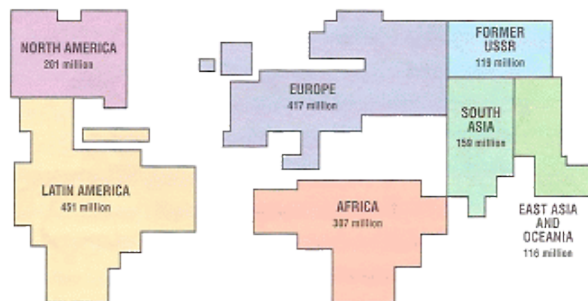 NORTH AMERICA
201 million
LATIN AMERICA
451 million
EUROPE
417 million
AFRICA
million
FORMER
USSR
119 million
SOUTH
ASIA
159 million
EAST ASIA
AND
OCEANIA
116 million